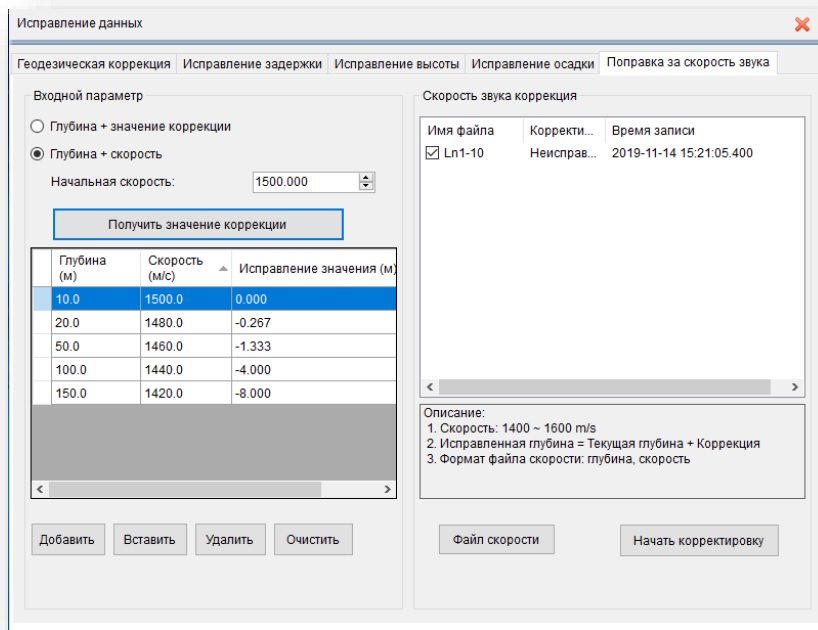 Исправление данных
Геодезическая коррекция Исправление задержки Исправление высоты Исправление осадки Поправка за скорость звука
Входной параметр
Глубина + значение коррекции
Глубина + скорость
Начальная скорость: 1500.000
Получить значение коррекции
Глубина (м) Скорость (м/с) Исправление значения (м)
10.0 1500.0 0.000
20.0 1480.0 -0.267
50.0 1460.0 -1.333
100.0 1440.0 -4.000
150.0 1420.0 -8.000
Добавить Вставить Удалить Очистить
Скорость звука коррекция
Имя файла Корректи... Время записи
Ln1-10 Неисправ... 2019-11-14 15:21:05.400
Описание:
1. Скорость: 1400 ~ 1600 m/s
2. Исправленная глубина = Текущая глубина + Коррекция
3. Формат файла скорости: глубина, скорость
Файл скорости Начать корректировку